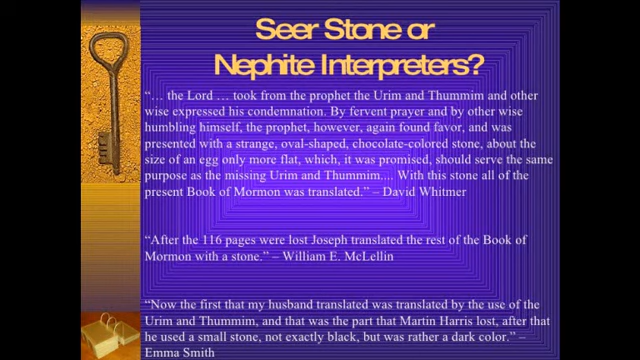 Seer Stone or
Nephite Interpreters?
“… the Lord … took from the prophet the Urim and Thummim and other
wise expressed his condemnation. By fervent prayer and by other wise
humbling himself, the prophet, however, again found favor, and was
presented with a strange, oval-shaped, chocolate-colored stone, about the
size of an egg only more flat, which, it was promised, should serve the same
purpose as the missing Urim and Thummim.... With this stone all of the
present Book of Mormon was translated.” – David Whitmer
“After the 116 pages were lost Joseph translated the rest of the Book of
Mormon with a stone.” – William E. McLellin
“Now the first that my husband translated was translated by the use of the
Urim and Thummim, and that was the part that Martin Harris lost, after that
he used a small stone, not exactly black, but was rather a dark color.” –
Emma Smith